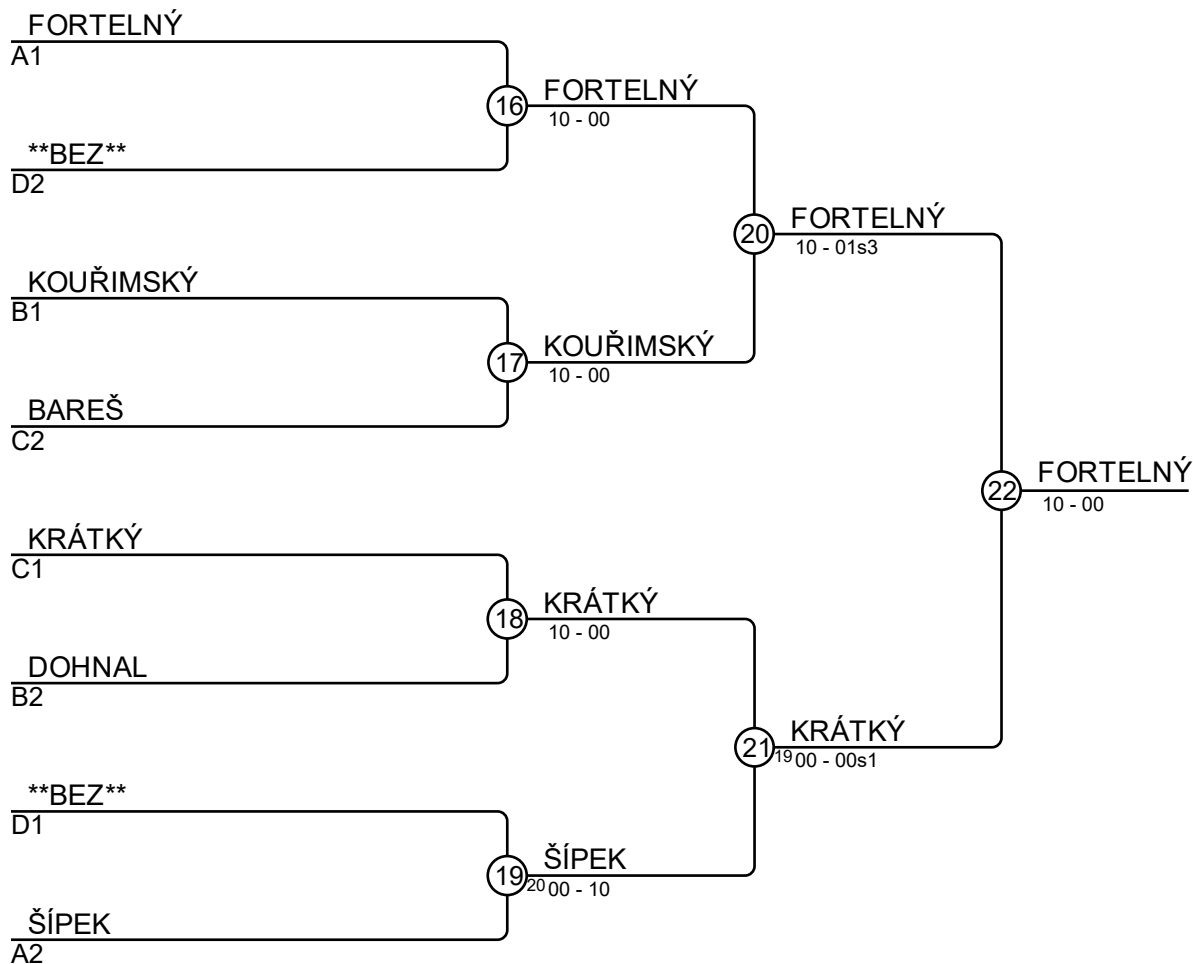 FORTELNÝ
A1
16
FORTELNÝ
10 - 00
**BEZ**
D2
20
FORTELNÝ
10 - 01s3
KOUŘIMSKÝ
B1
17
KOUŘIMSKÝ
10 - 00
BAREŠ
C2
22
FORTELNÝ
10 - 00
KRÁTKÝ
C1
18
KRÁTKÝ
10 - 00
DOHNAL
B2
21
KRÁTKÝ
19 00 - 00s1
**BEZ**
D1
19
ŠÍPEK
20 00 - 10
ŠÍPEK
A2